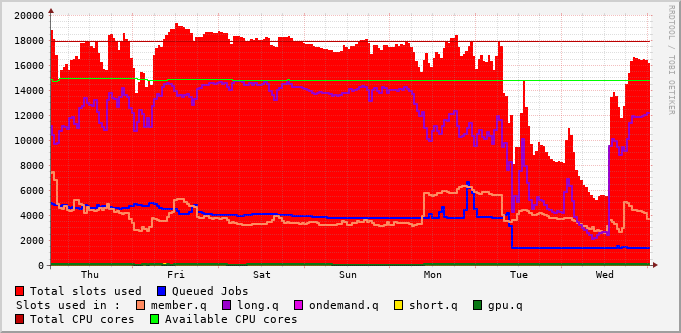 RRDTOOL / TOBI OETIKER
20000
18000
16000
14000
12000
10000
8000
6000
4000
2000
0
Thu Fri Sat Sun Mon Tue Wed
Total slots used Queued Jobs
Slots used in : member.q long.q ondemand.q short.q gpu.q
Total CPU cores Available CPU cores